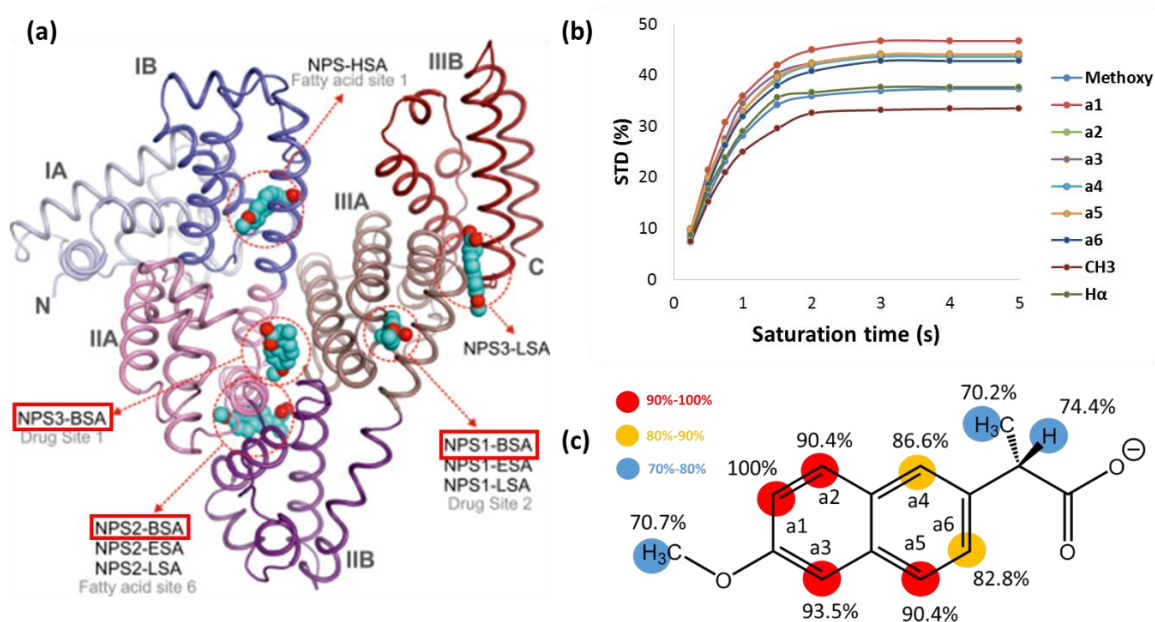 (a)
IB
NPS-HSA
Fatty acid site 1
IIIB
IA
IIIA
N
C
IIA
NPS3-LSA
NPS3-BSA
Drug Site 1
NPS1-BSA
NPS1-ESA
NPS1-LSA
Drug Site 2
NPS2-BSA
NPS2-ESA
NPS2-LSA
Fatty acid site 6
IIB
(b)
50
40
30
20
10
0
STD (%)
0 1 2 3 4 5
Saturation time (s)
Methoxy
a1
a2
a3
a4
a5
a6
CH3
Hα
(c)
90%-100%
80%-90%
70%-80%
70.2%
74.4%
H3C
H
90.4%
86.6%
100%
O
a2
a4
a1
a6
70.7%
a3
a5
H3C
O
O
82.8%
93.5%
90.4%